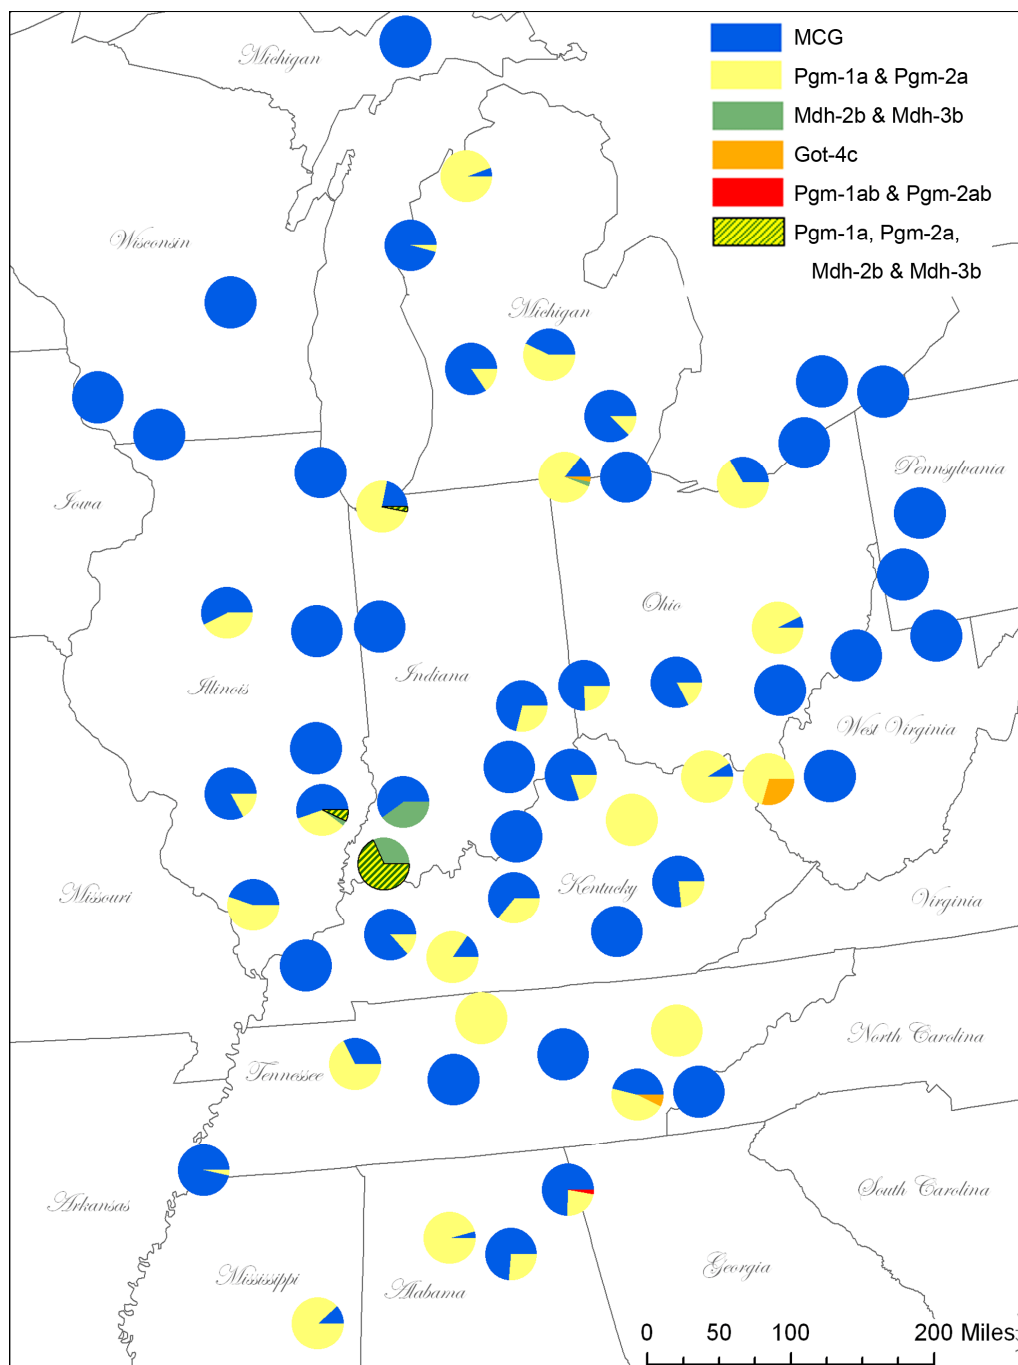 Michigan
MCG
Pgm-1a & Pgm-2a
Mdh-2b & Mdh-3b
Got-4c
Pgm-1ab & Pgm-2ab
Pgm-1a, Pgm-2a,
Mdh-2b & Mdh-3b
Wisconsin
Michigan
Pennsylvania
Iowa
Ohio
Indiana
Illinois
West Virginia
Kentucky
Missouri
Virginia
North Carolina
Tennessee
South Carolina
Arkansas
Georgia
Mississippi
Alabama
0 50 100 200 Miles